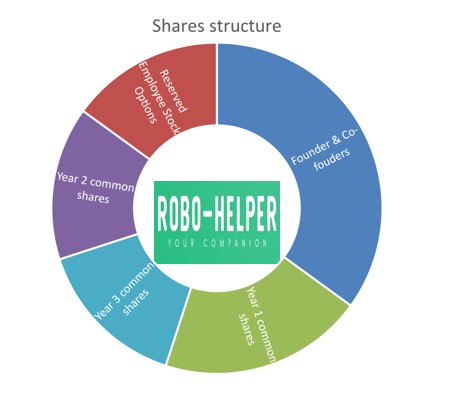 Shares structure
Reserved
Employee Stock
Options
Founder & Co-
fouders
Year 2 common
shares
ROBO-HELPER
YOUR COMPANION
Year 3 common
shares
Year 1 common
shares